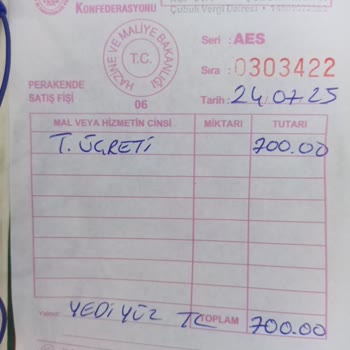 KONFEDERASYONU
Çubuk Vergi Dairesi
HAZİNE VE MALİYE BAKANLIĞI
T.C.
Seri : AES
Sıra : 0303422
PERAKENDE
SATIŞ FİŞİ
06
Tarih : 24.07.25
MAL VEYA HİZMETİN CİNSİ MİKTARI TUTARI
T. ÜCRETİ 700.00
YEDİ YÜZ TL TOPLAM 700.00